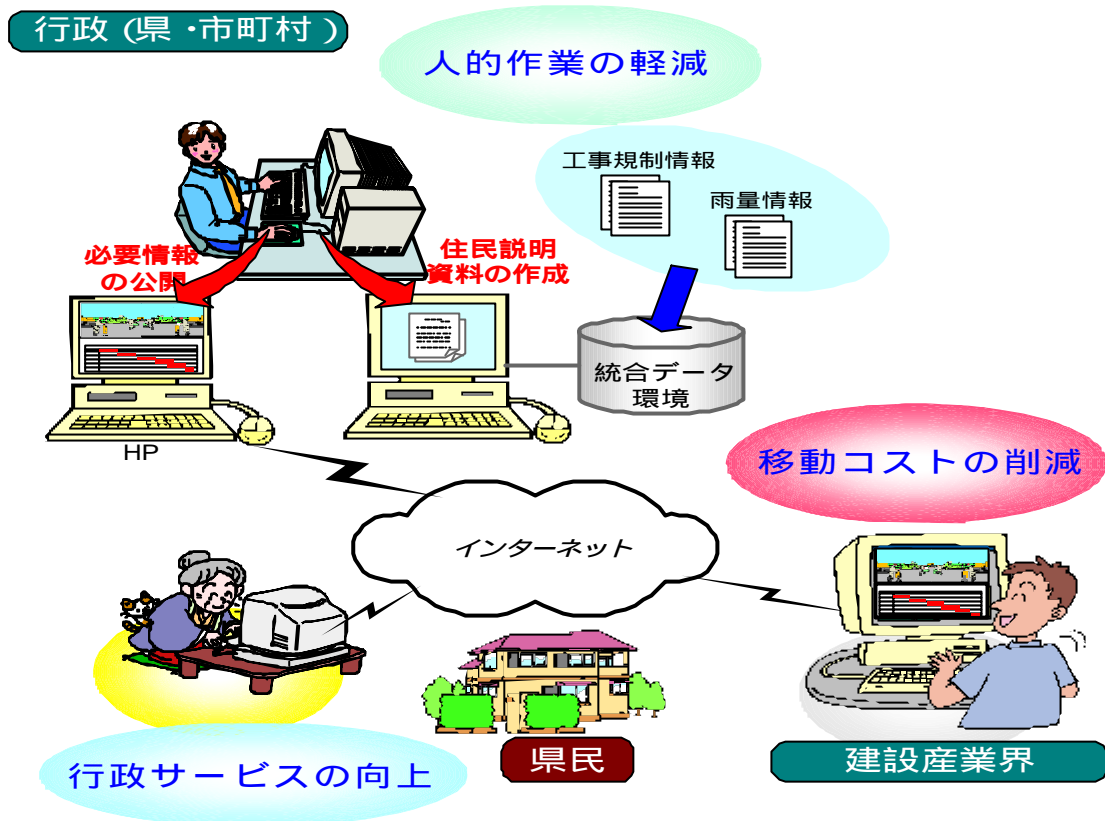 行政（県・市町村）
人的作業の軽減
工事規制情報
雨量情報
必要情報
の公開
住民説明
資料の作成
統合データ
環境
HP
移動コストの削減
インターネット
県民
建設産業界
行政サービスの向上